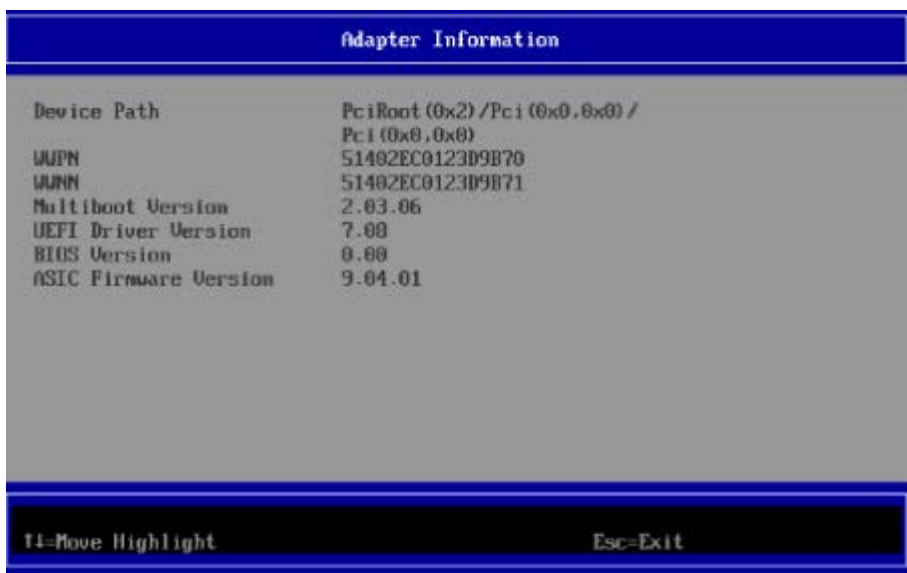 Adapter Information
Device Path PciRoot(0x2)/Pci(0x0,0x0)/
Pci(0x0,0x0)
WWPN 51402EC0123D9B70
WWNN 51402EC0123D9B71
Multiboot Version 2.03.06
UEFI Driver Version 7.00
BIOS Version 0.00
ASIC Firmware Version 9.04.01
↑↓=Move Highlight Esc=Exit